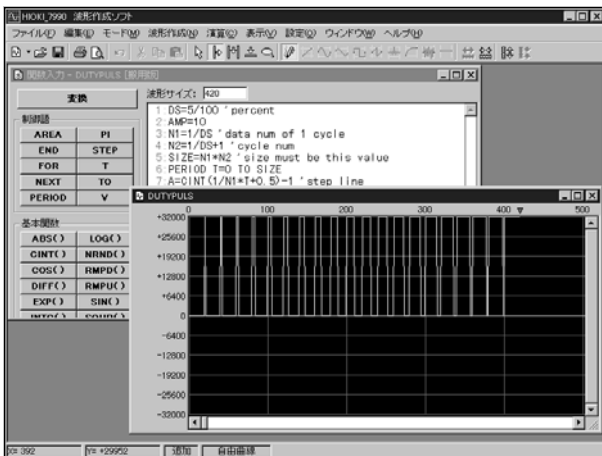 HIOKI_7990 - 波形作成ソフト
ファイル(F) 編集(E) モード(M) 波形作成(N) 演算(C) 表示(V) 設定(O) ウィンドウ(W) ヘルプ(H)
関数入力 - DUTYPULS [最用読]
変換
波形サイズ: 420
制御語
AREA PI
END STEP
FOR T
NEXT TO
PERIOD V
基本関数
ABS() LOG()
CINT() NRND()
COS() RMPD()
DIFF() RMPU()
EXP() SIN()
1: DS=5/100 ' percent
2: AMP=10
3: N1=1/DS ' data num of 1 cycle
4: N2=1/DS+1 ' cycle num
5: SIZE=N1*N2 ' size must be this value
6: PERIOD T=0 TO SIZE
7: A=CINT(1/N1*T+0.5)-1 ' step line
DUTYPULS
0 100 200 300 400 500
+32000
+25600
+19200
+12800
+6400
0
-6400
-12800
-19200
-25600
-32000
X= 392 Y= +29952 追加 自由曲線